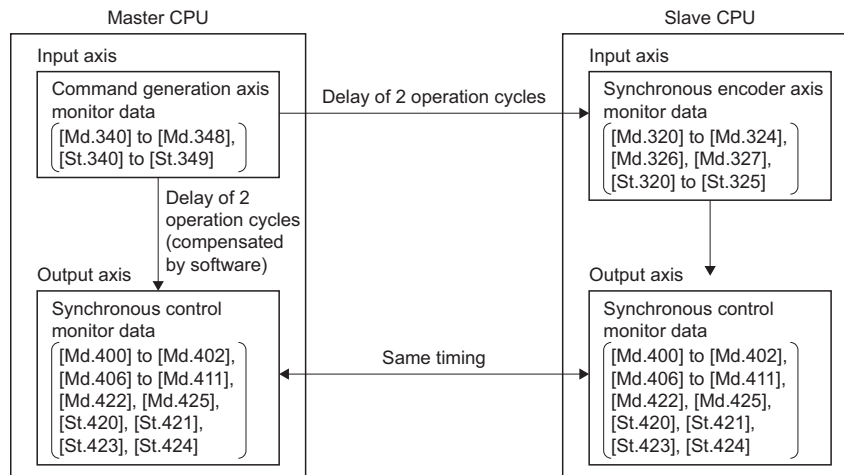 Master CPU
Input axis
Command generation axis
monitor data
[Md.340] to [Md.348],
[St.340] to [St.349]
Delay of 2
operation cycles
(compensated
by software)
Output axis
Synchronous control
monitor data
[Md.400] to [Md.402],
[Md.406] to [Md.411],
[Md.422], [Md.425],
[St.420], [St.421],
[St.423], [St.424]
Delay of 2 operation cycles
Same timing
Slave CPU
Input axis
Synchronous encoder axis
monitor data
[Md.320] to [Md.324],
[Md.326], [Md.327],
[St.320] to [St.325]
Output axis
Synchronous control
monitor data
[Md.400] to [Md.402],
[Md.406] to [Md.411],
[Md.422], [Md.425],
[St.420], [St.421],
[St.423], [St.424]